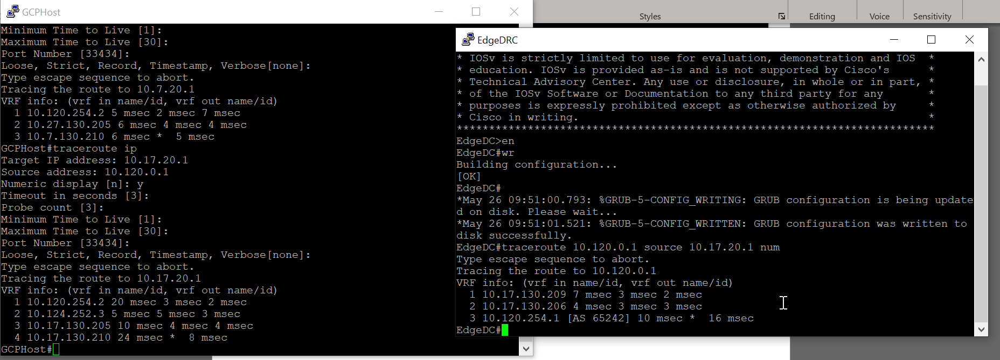 GCPHost
Minimum Time to Live [1]:
Maximum Time to Live [30]:
Port Number [33434]:
Loose, Strict, Record, Timestamp, Verbose[none]:
Type escape sequence to abort.
Tracing the route to 10.7.20.1
VRF info: (vrf in name/id, vrf out name/id)
  1 10.120.254.2 5 msec 2 msec 7 msec
  2 10.27.130.205 6 msec 4 msec 4 msec
  3 10.7.130.210 6 msec *  5 msec
GCPHost#traceroute ip
Target IP address: 10.17.20.1
Source address: 10.120.0.1
Numeric display [n]: y
Timeout in seconds [3]:
Probe count [3]:
Minimum Time to Live [1]:
Maximum Time to Live [30]:
Port Number [33434]:
Loose, Strict, Record, Timestamp, Verbose[none]:
Type escape sequence to abort.
Tracing the route to 10.17.20.1
VRF info: (vrf in name/id, vrf out name/id)
  1 10.120.254.2 20 msec 3 msec 2 msec
  2 10.124.252.3 5 msec 5 msec 3 msec
  3 10.17.130.205 10 msec 4 msec 4 msec
  4 10.17.130.210 24 msec *  8 msec
GCPHost#
Styles Editing Voice Sensitivity
EdgeDRC
* IOSv is strictly limited to use for evaluation, demonstration and IOS  *
* education. IOSv is provided as-is and is not supported by Cisco's      *
* Technical Advisory Center. Any use or disclosure, in whole or in part, *
* of the IOSv Software or Documentation to any third party for any       *
* purposes is expressly prohibited except as otherwise authorized by     *
* Cisco in writing.                                                      *
**************************************************************************
EdgeDC>en
EdgeDC#wr
Building configuration...
[OK]
EdgeDC#
*May 26 09:51:00.793: %GRUB-5-CONFIG_WRITING: GRUB configuration is being update
d on disk. Please wait...
*May 26 09:51:01.521: %GRUB-5-CONFIG_WRITTEN: GRUB configuration was written to
disk successfully.
EdgeDC#traceroute 10.120.0.1 source 10.17.20.1 num
Type escape sequence to abort.
Tracing the route to 10.120.0.1
VRF info: (vrf in name/id, vrf out name/id)
  1 10.17.130.209 7 msec 3 msec 2 msec
  2 10.17.130.206 4 msec 3 msec 3 msec
  3 10.120.254.1 [AS 65242] 10 msec *  16 msec
EdgeDC#